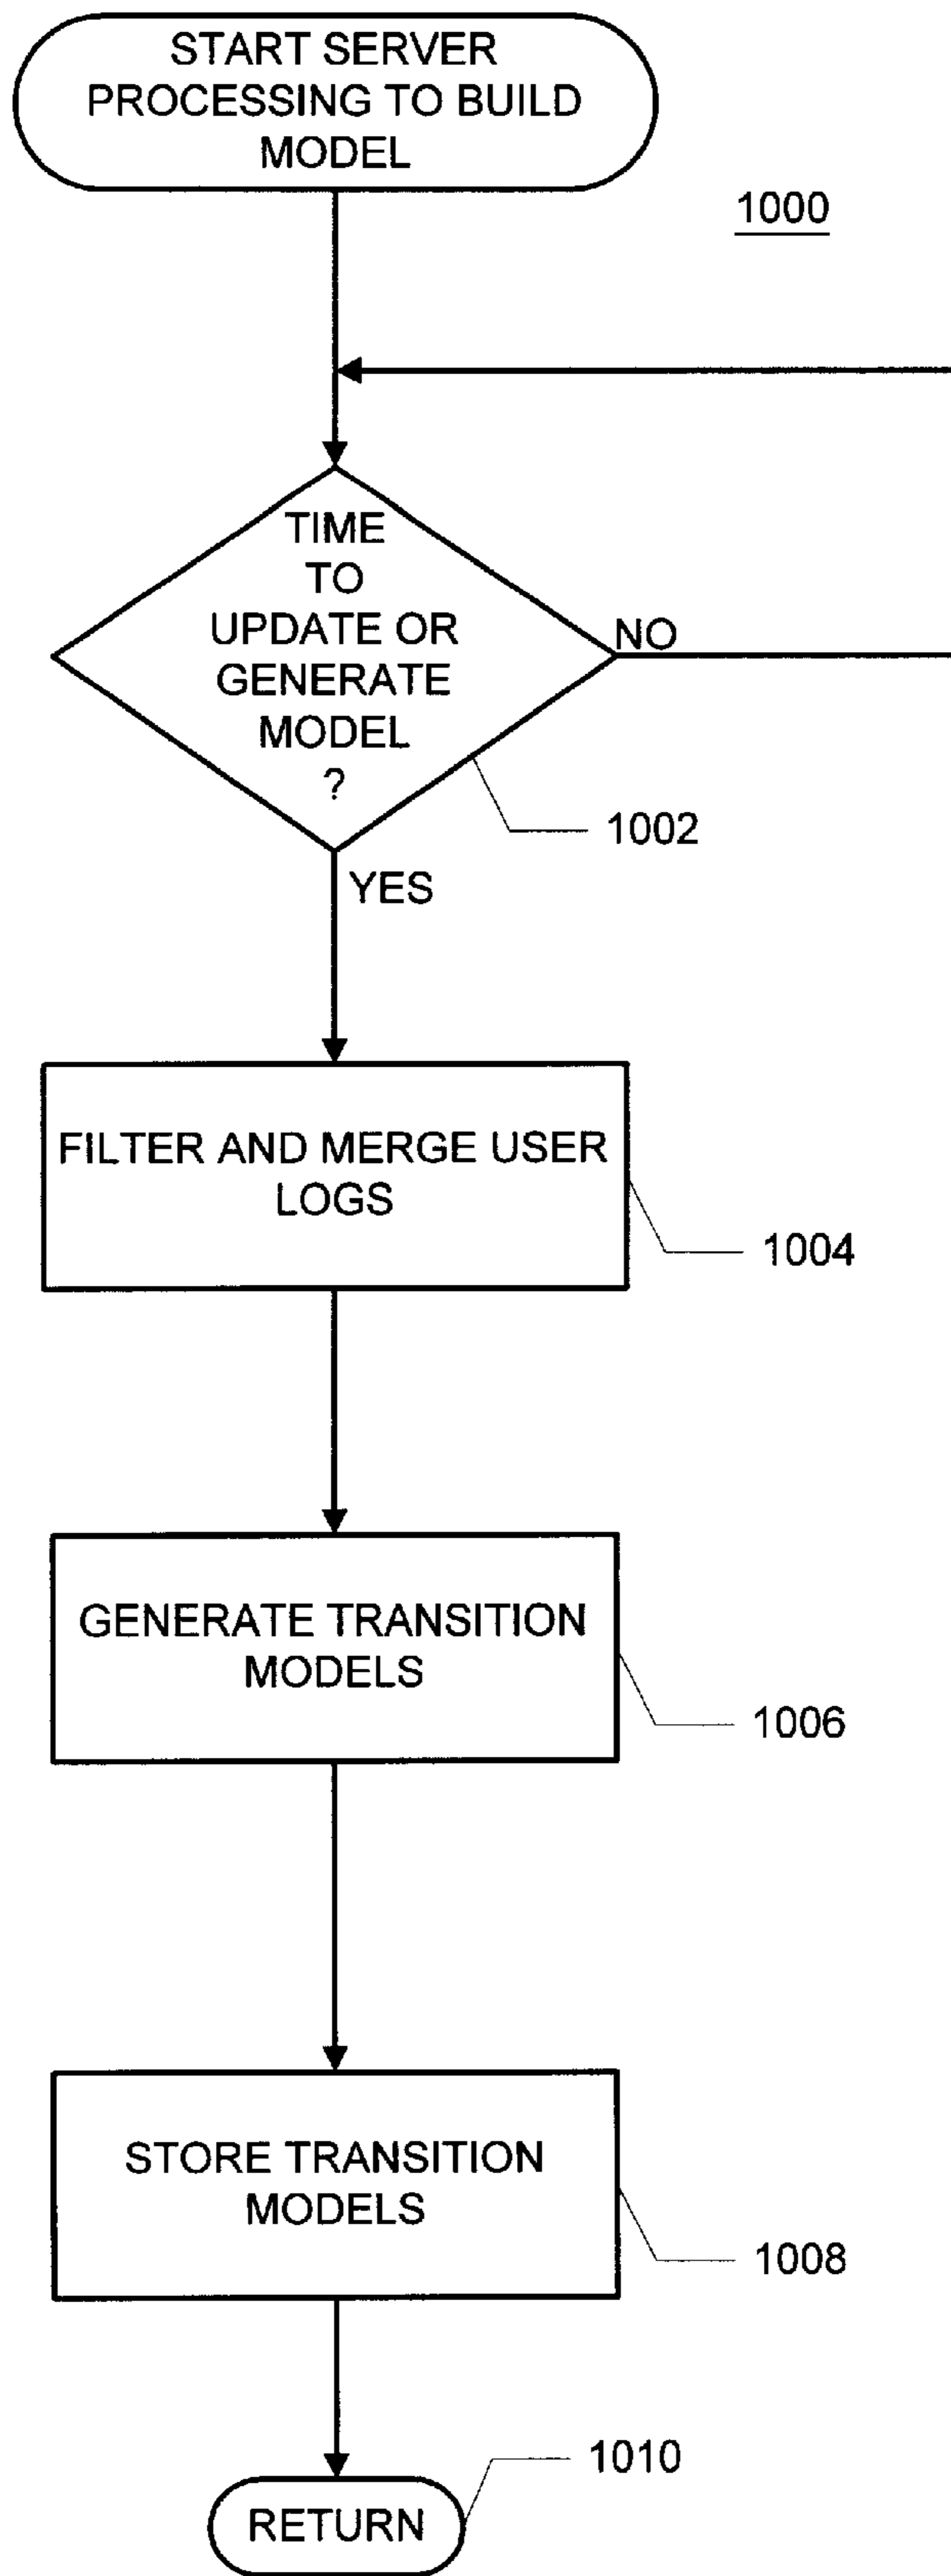 START SERVER
PROCESSING TO BUILD
MODEL
1000
TIME
TO
UPDATE OR
GENERATE
MODEL
?
NO
1002
YES
FILTER AND MERGE USER
LOGS
1004
GENERATE TRANSITION
MODELS
1006
STORE TRANSITION
MODELS
1008
1010
RETURN